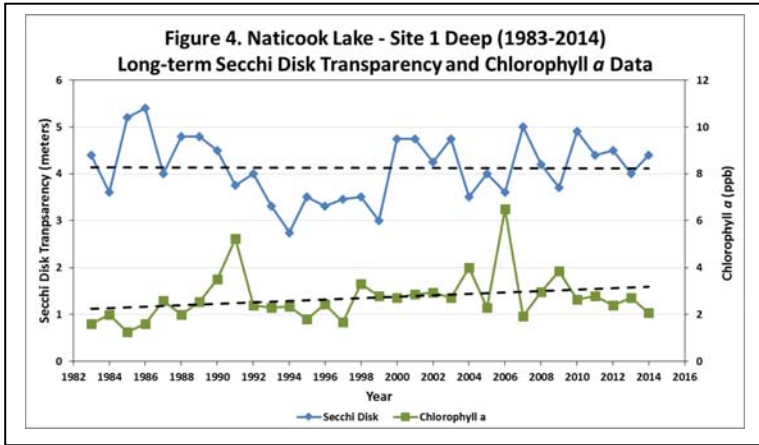 Figure 4. Naticook Lake - Site 1 Deep (1983-2014)
Long-term Secchi Disk Transparency and Chlorophyll a Data
Secchi Disk Tranpsarency (meters)
6
5
4
3
2
1
0
12
10
8
6
4
2
0
Chlorophyll a (ppb)
1982 1984 1986 1988 1990 1992 1994 1996 1998 2000 2002 2004 2006 2008 2010 2012 2014 2016
Year
Secchi Disk Chlorophyll a